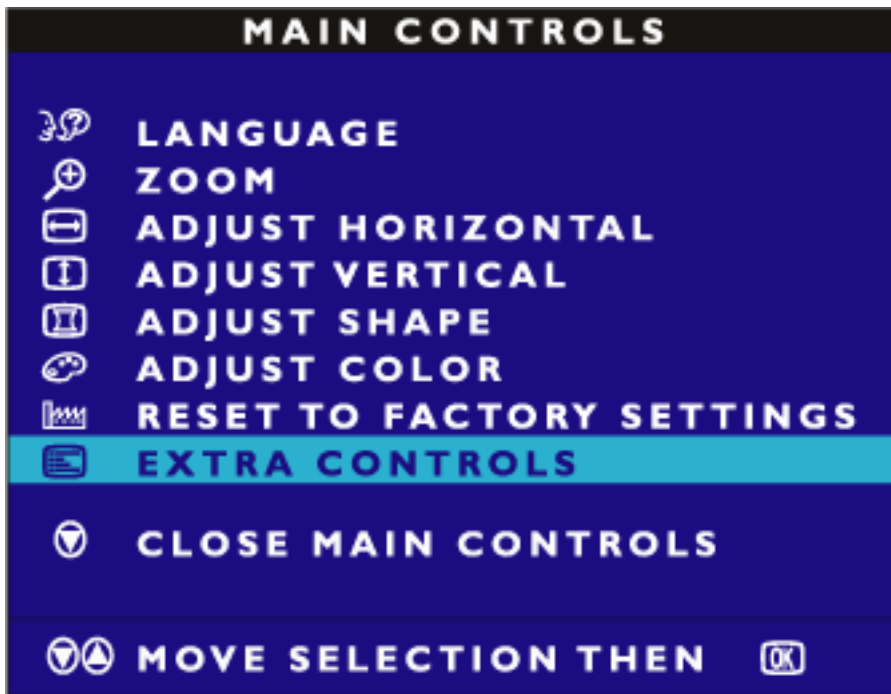 MAIN CONTROLS
LANGUAGE
ZOOM
ADJUST HORIZONTAL
ADJUST VERTICAL
ADJUST SHAPE
ADJUST COLOR
RESET TO FACTORY SETTINGS
EXTRA CONTROLS
CLOSE MAIN CONTROLS
MOVE SELECTION THEN OK